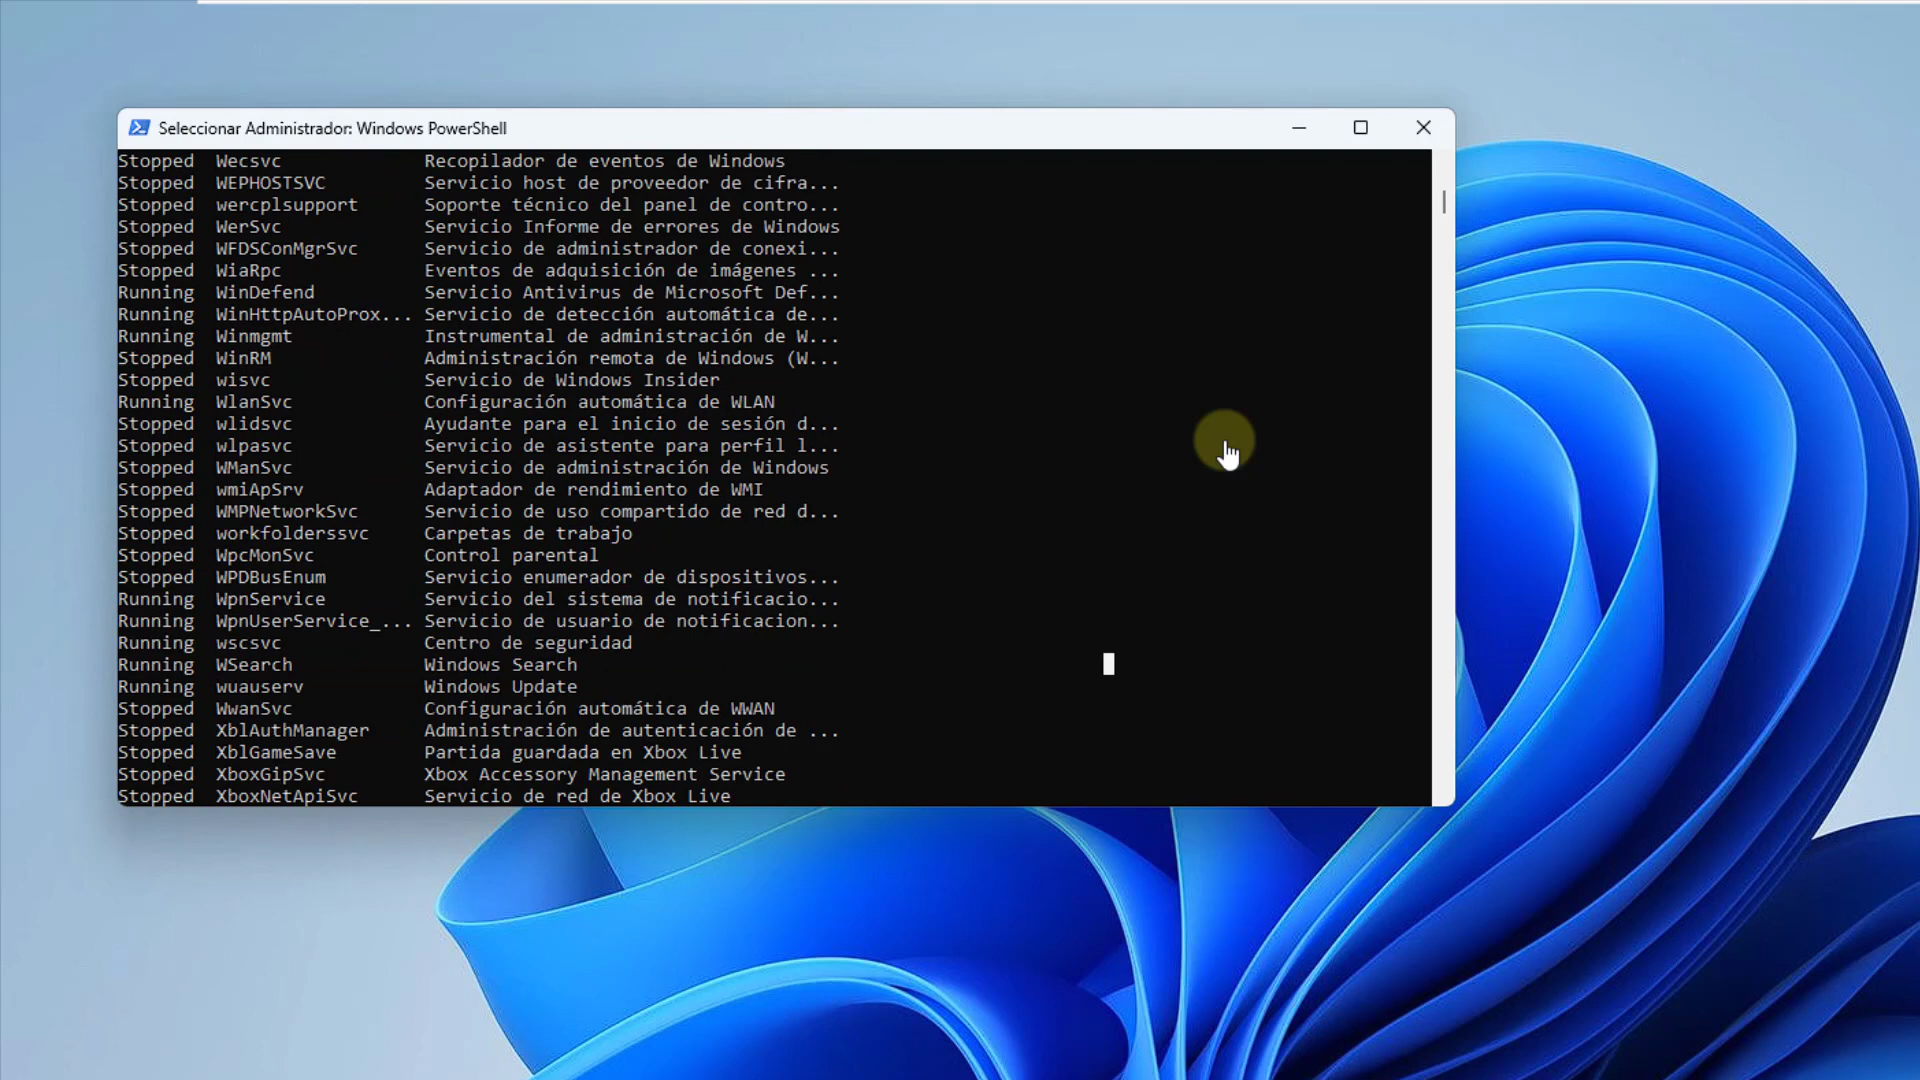 Seleccionar Administrador: Windows PowerShell
Stopped  Wecsvc             Recopilador de eventos de Windows
Stopped  WEPHOSTSVC         Servicio host de proveedor de cifra...
Stopped  wercplsupport      Soporte técnico del panel de contro...
Stopped  WerSvc             Servicio Informe de errores de Windows
Stopped  WFDSConMgrSvc      Servicio de administrador de conexi...
Stopped  WiaRpc             Eventos de adquisición de imágenes ...
Running  WinDefend          Servicio Antivirus de Microsoft Def...
Running  WinHttpAutoProx... Servicio de detección automática de...
Running  Winmgmt            Instrumental de administración de W...
Stopped  WinRM              Administración remota de Windows (W...
Stopped  wisvc              Servicio de Windows Insider
Running  WlanSvc            Configuración automática de WLAN
Stopped  wlidsvc            Ayudante para el inicio de sesión d...
Stopped  wlpasvc            Servicio de asistente para perfil l...
Stopped  WManSvc            Servicio de administración de Windows
Stopped  wmiApSrv           Adaptador de rendimiento de WMI
Stopped  WMPNetworkSvc      Servicio de uso compartido de red d...
Stopped  workfolderssvc     Carpetas de trabajo
Stopped  WpcMonSvc          Control parental
Stopped  WPDBusEnum         Servicio enumerador de dispositivos...
Running  WpnService         Servicio del sistema de notificacio...
Running  WpnUserService_... Servicio de usuario de notificacion...
Running  wscsvc             Centro de seguridad
Running  WSearch            Windows Search
Running  wuauserv           Windows Update
Stopped  WwanSvc            Configuración automática de WWAN
Stopped  XblAuthManager     Administración de autenticación de ...
Stopped  XblGameSave        Partida guardada en Xbox Live
Stopped  XboxGipSvc         Xbox Accessory Management Service
Stopped  XboxNetApiSvc      Servicio de red de Xbox Live